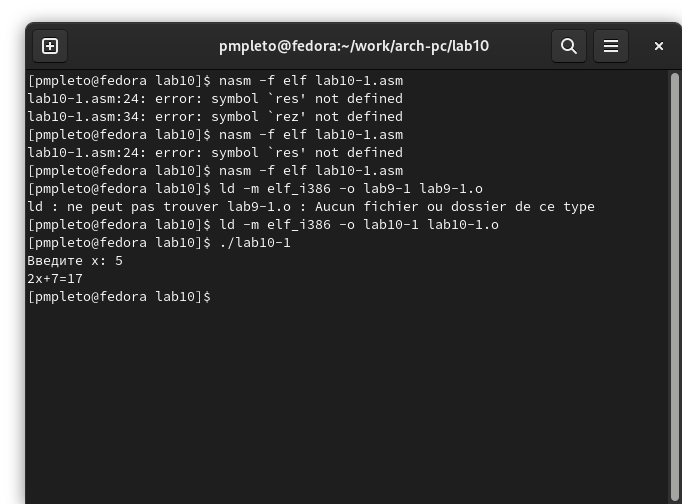 pmpleto@fedora:~/work/arch-pc/lab10
[pmpleto@fedora lab10]$ nasm -f elf lab10-1.asm
lab10-1.asm:24: error: symbol `res' not defined
lab10-1.asm:34: error: symbol `rez' not defined
[pmpleto@fedora lab10]$ nasm -f elf lab10-1.asm
lab10-1.asm:24: error: symbol `res' not defined
[pmpleto@fedora lab10]$ nasm -f elf lab10-1.asm
[pmpleto@fedora lab10]$ ld -m elf_i386 -o lab9-1 lab9-1.o
ld : ne peut pas trouver lab9-1.o : Aucun fichier ou dossier de ce type
[pmpleto@fedora lab10]$ ld -m elf_i386 -o lab10-1 lab10-1.o
[pmpleto@fedora lab10]$ ./lab10-1
Введите x: 5
2x+7=17
[pmpleto@fedora lab10]$